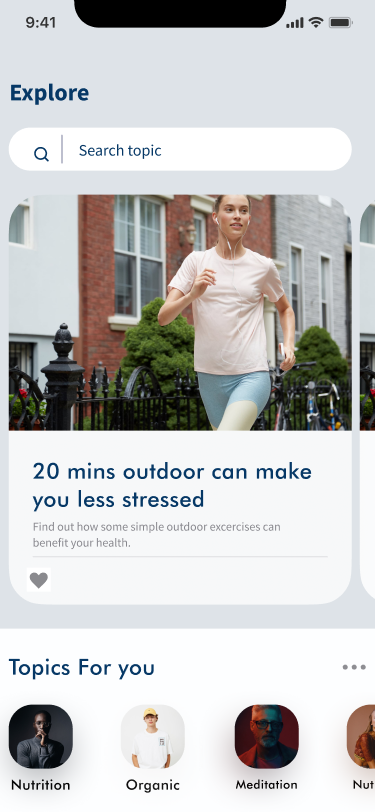 9:41
Explore
Search topic
20 mins outdoor can make
you less stressed
Find out how some simple outdoor excercises can
benefit your health.
Topics For you
Nutrition
Organic
Meditation
Nut